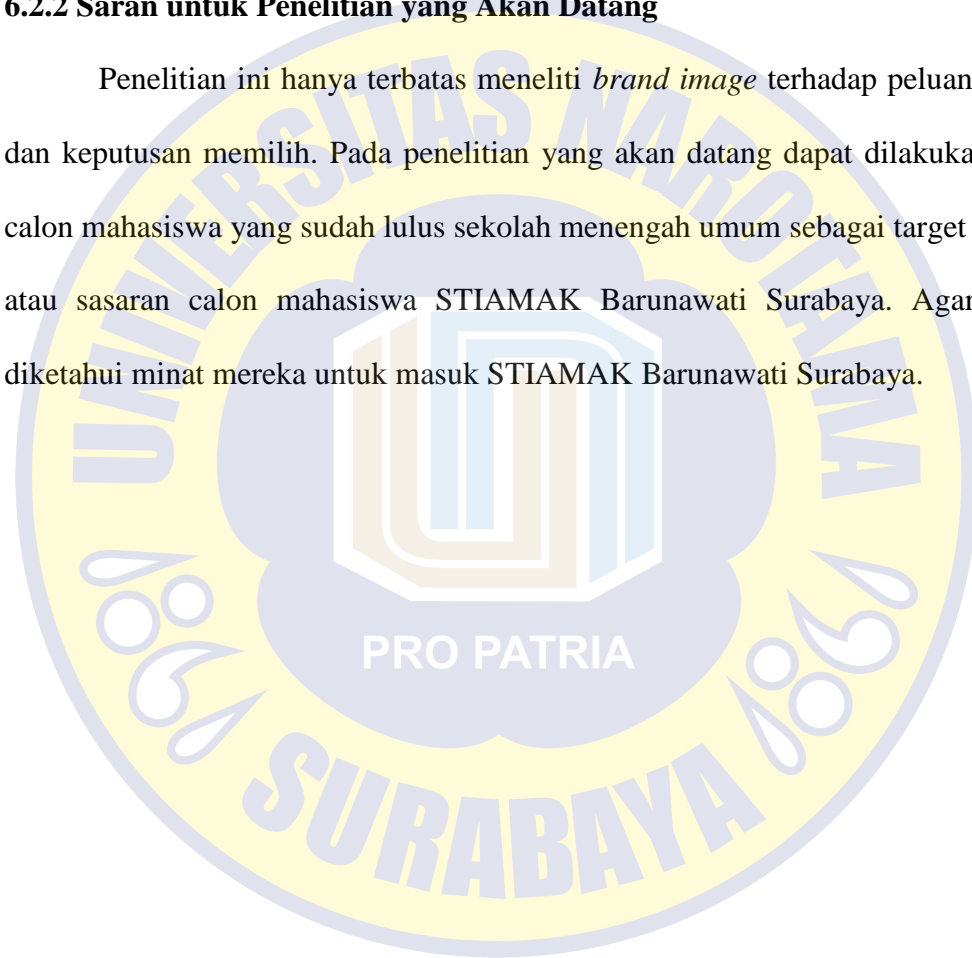 6.2.2 Saran untuk Penelitian yang Akan Datang
Penelitian ini hanya terbatas meneliti brand image terhadap peluan
dan keputusan memilih. Pada penelitian yang akan datang dapat dilakuka
calon mahasiswa yang sudah lulus sekolah menengah umum sebagai target
atau sasaran calon mahasiswa STIAMAK Barunawati Surabaya. Agar
diketahui minat mereka untuk masuk STIAMAK Barunawati Surabaya.
UNIVERSITAS NAROTAMA
PRO PATRIA
SURABAYA